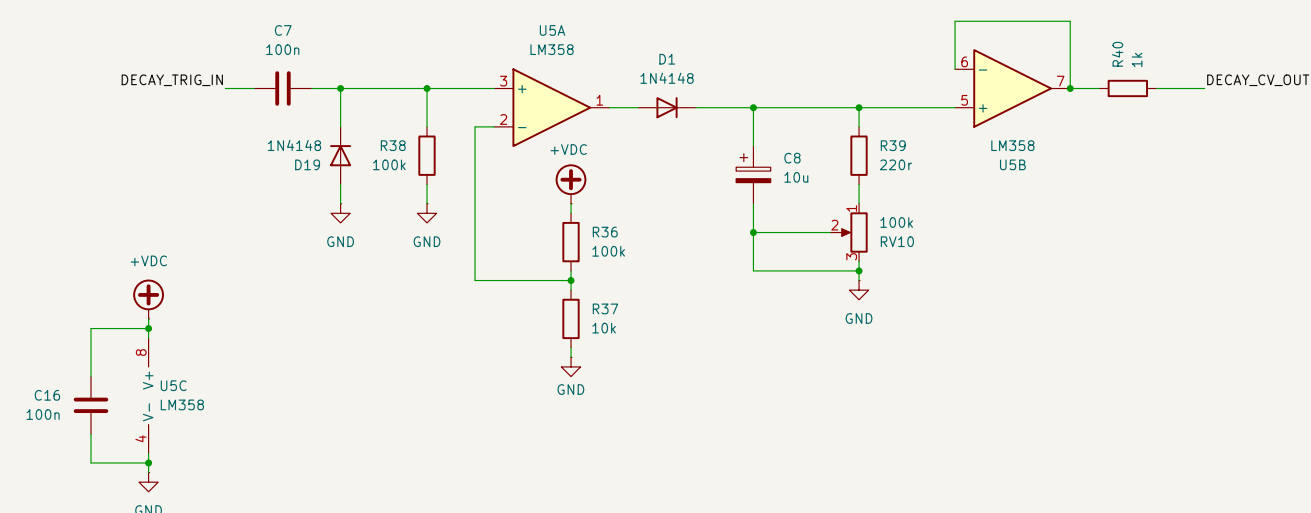 C7
100n
DECAY_TRIG_IN
1N4148
D19
GND
R38
100k
GND
U5A
LM358
3
+
2
−
1
D1
1N4148
+VDC
R36
100k
R37
10k
GND
+
C8
10u
R39
220r
1
2
3
100k
RV10
GND
6
−
5
+
7
LM358
U5B
R40
1k
DECAY_CV_OUT
+VDC
8
V+
U5C
LM358
V−
4
C16
100n
GND